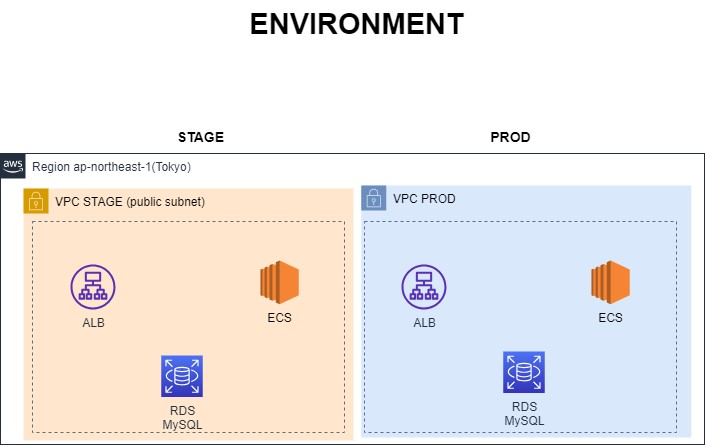 ENVIRONMENT
STAGE
PROD
aws
Region ap-northeast-1(Tokyo)
VPC STAGE (public subnet)
VPC PROD
ALB
ECS
RDS
MySQL
ALB
ECS
RDS
MySQL